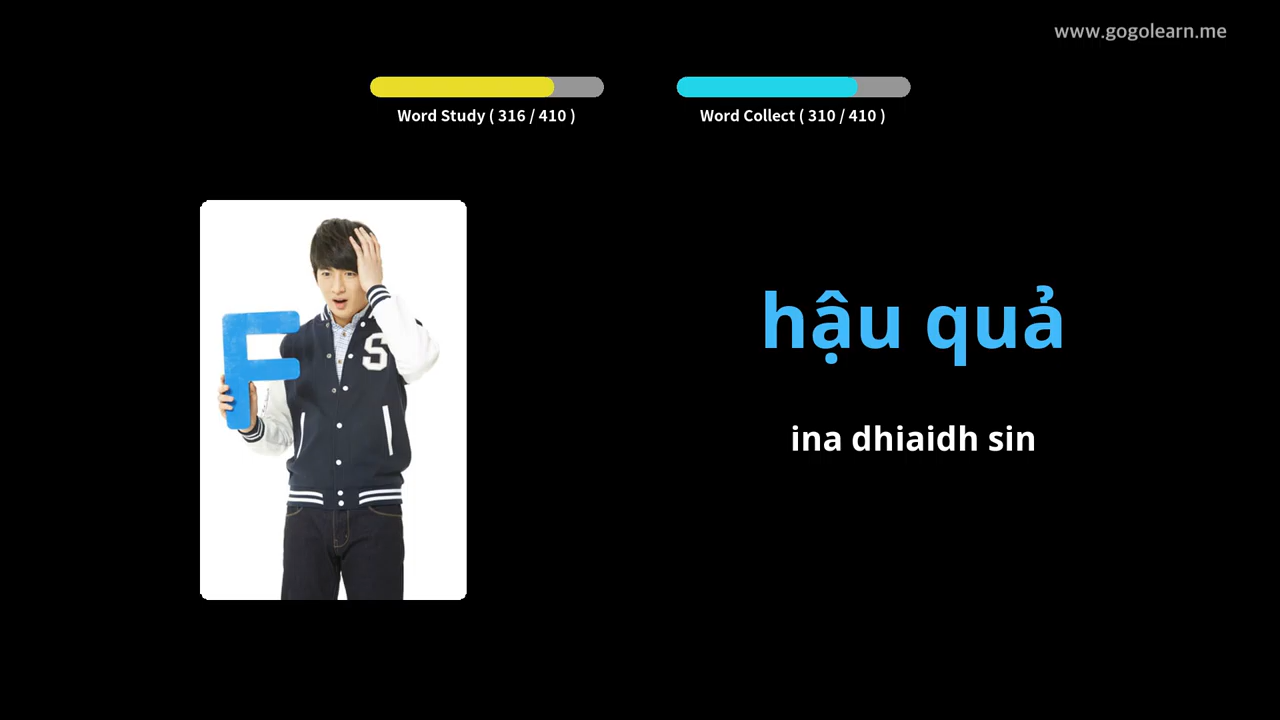 www.gogolearn.me
Word Study ( 316 / 410 )
Word Collect ( 310 / 410 )
F
S
hậu quả
ina dhiaidh sin